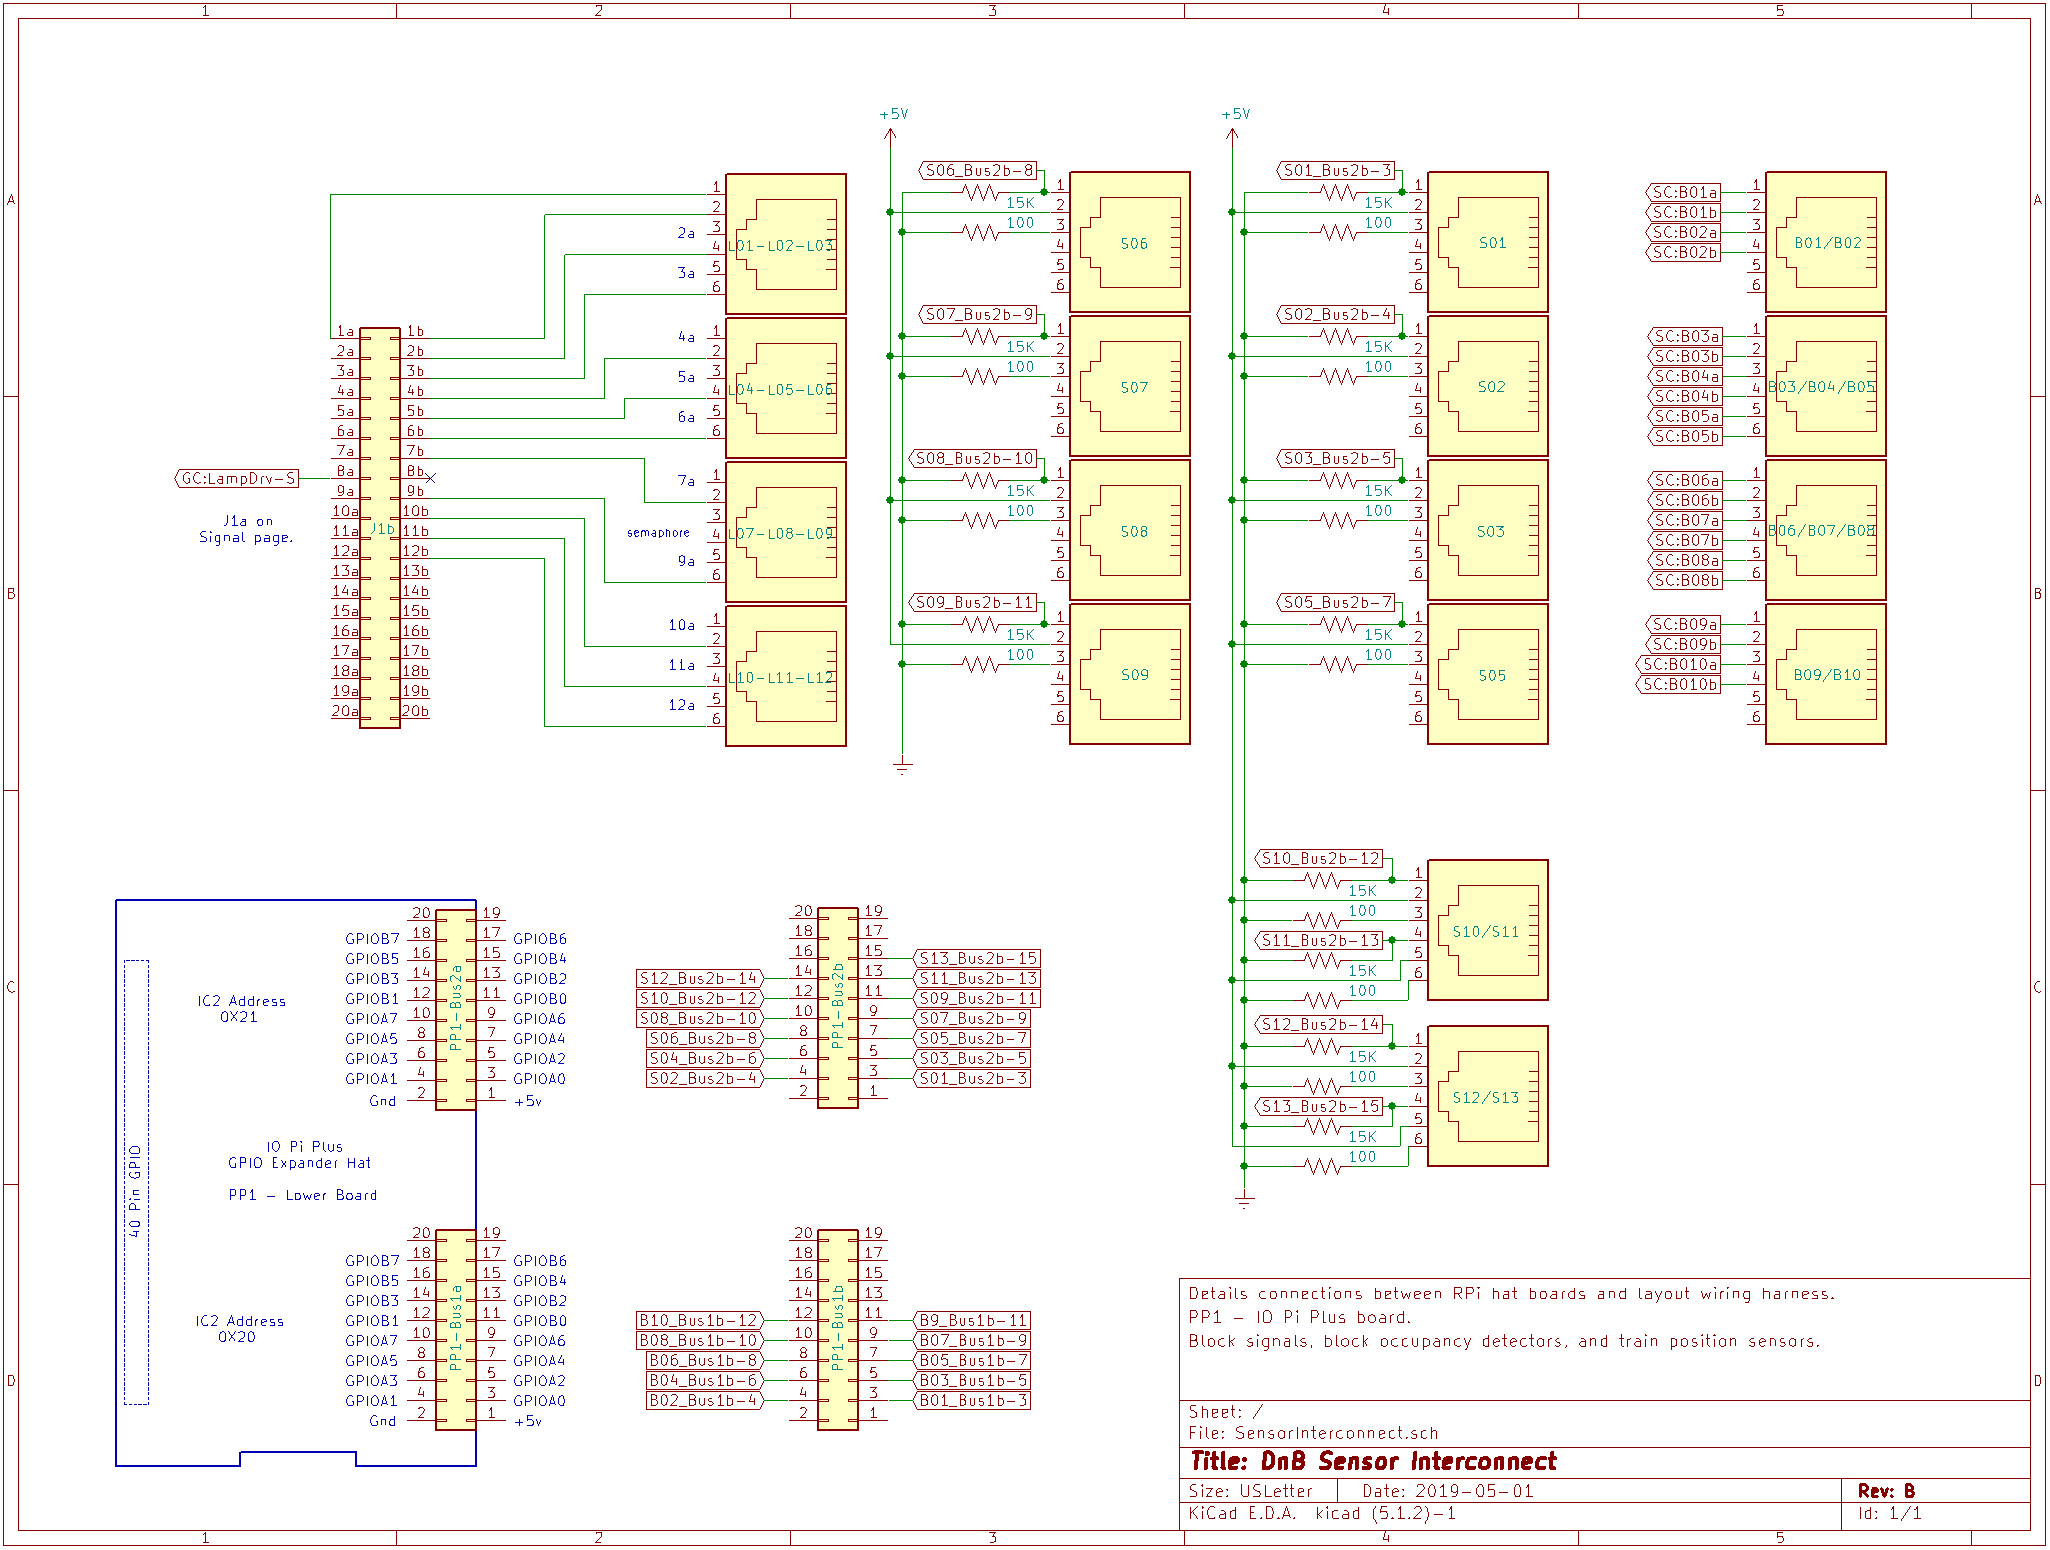 1 2 3 4 5
A
B
C
D
A
B
C
D
1 2 3 4 5
+5V
+5V
1
2
3
4
5
6
2a
3a
L01-L02-L03
1
2
3
4
5
6
4a
5a
6a
L04-L05-L06
1
2
3
4
5
6
7a
semaphore
9a
L07-L08-L09
1
2
3
4
5
6
10a
11a
12a
L10-L11-L12
1a 1b
2a 2b
3a 3b
4a 4b
5a 5b
6a 6b
7a 7b
8a 8b
9a 9b
10a 10b
11a 11b
12a 12b
13a 13b
14a 14b
15a 15b
16a 16b
17a 17b
18a 18b
19a 19b
20a 20b
J1b
GC:LampDrv-S
J1a on
Signal page.
S06_Bus2b-8
15K
100
1
2
3
4
5
6
S06
S07_Bus2b-9
15K
100
1
2
3
4
5
6
S07
S08_Bus2b-10
15K
100
1
2
3
4
5
6
S08
S09_Bus2b-11
15K
100
1
2
3
4
5
6
S09
S01_Bus2b-3
15K
100
1
2
3
4
5
6
S01
S02_Bus2b-4
15K
100
1
2
3
4
5
6
S02
S03_Bus2b-5
15K
100
1
2
3
4
5
6
S03
S05_Bus2b-7
15K
100
1
2
3
4
5
6
S05
SC:B01a 1
SC:B01b 2
SC:B02a 3
SC:B02b 4
5
6
B01/B02
SC:B03a 1
SC:B03b 2
SC:B04a 3
SC:B04b 4
SC:B05a 5
SC:B05b 6
B03/B04/B05
SC:B06a 1
SC:B06b 2
SC:B07a 3
SC:B07b 4
SC:B08a 5
SC:B08b 6
B06/B07/B08
SC:B09a 1
SC:B09b 2
SC:B010a 3
SC:B010b 4
5
6
B09/B10
S10_Bus2b-12
15K
100
S11_Bus2b-13
15K
100
1
2
3
4
5
6
S10/S11
S12_Bus2b-14
15K
100
S13_Bus2b-15
15K
100
1
2
3
4
5
6
S12/S13
20 19
GPIOB7 18 17 GPIOB6
GPIOB5 16 15 GPIOB4
GPIOB3 14 13 GPIOB2
GPIOB1 12 11 GPIOB0
GPIOA7 10 9 GPIOA6
GPIOA5 8 7 GPIOA4
GPIOA3 6 5 GPIOA2
GPIOA1 4 3 GPIOA0
Gnd 2 1 +5v
PP1-Bus2a
IC2 Address
0X21
40 Pin GPIO
IO Pi Plus
GPIO Expander Hat
PP1 - Lower Board
20 19
GPIOB7 18 17 GPIOB6
GPIOB5 16 15 GPIOB4
GPIOB3 14 13 GPIOB2
GPIOB1 12 11 GPIOB0
GPIOA7 10 9 GPIOA6
GPIOA5 8 7 GPIOA4
GPIOA3 6 5 GPIOA2
GPIOA1 4 3 GPIOA0
Gnd 2 1 +5v
PP1-Bus1a
IC2 Address
0X20
20 19
18 17
16 15 S13_Bus2b-15
S12_Bus2b-14 14 13 S11_Bus2b-13
S10_Bus2b-12 12 11 S09_Bus2b-11
S08_Bus2b-10 10 9 S07_Bus2b-9
S06_Bus2b-8 8 7 S05_Bus2b-7
S04_Bus2b-6 6 5 S03_Bus2b-5
S02_Bus2b-4 4 3 S01_Bus2b-3
2 1
PP1-Bus2b
20 19
18 17
16 15
14 13
B10_Bus1b-12 12 11 B9_Bus1b-11
B08_Bus1b-10 10 9 B07_Bus1b-9
B06_Bus1b-8 8 7 B05_Bus1b-7
B04_Bus1b-6 6 5 B03_Bus1b-5
B02_Bus1b-4 4 3 B01_Bus1b-3
2 1
PP1-Bus1b
Details connections between RPi hat boards and layout wiring harness.
PP1 - IO Pi Plus board.
Block signals, block occupancy detectors, and train position sensors.
Sheet: /
File: SensorInterconnect.sch
Title: DnB Sensor Interconnect
Size: USLetter Date: 2019-05-01 Rev: B
KiCad E.D.A. kicad (5.1.2)-1 Id: 1/1